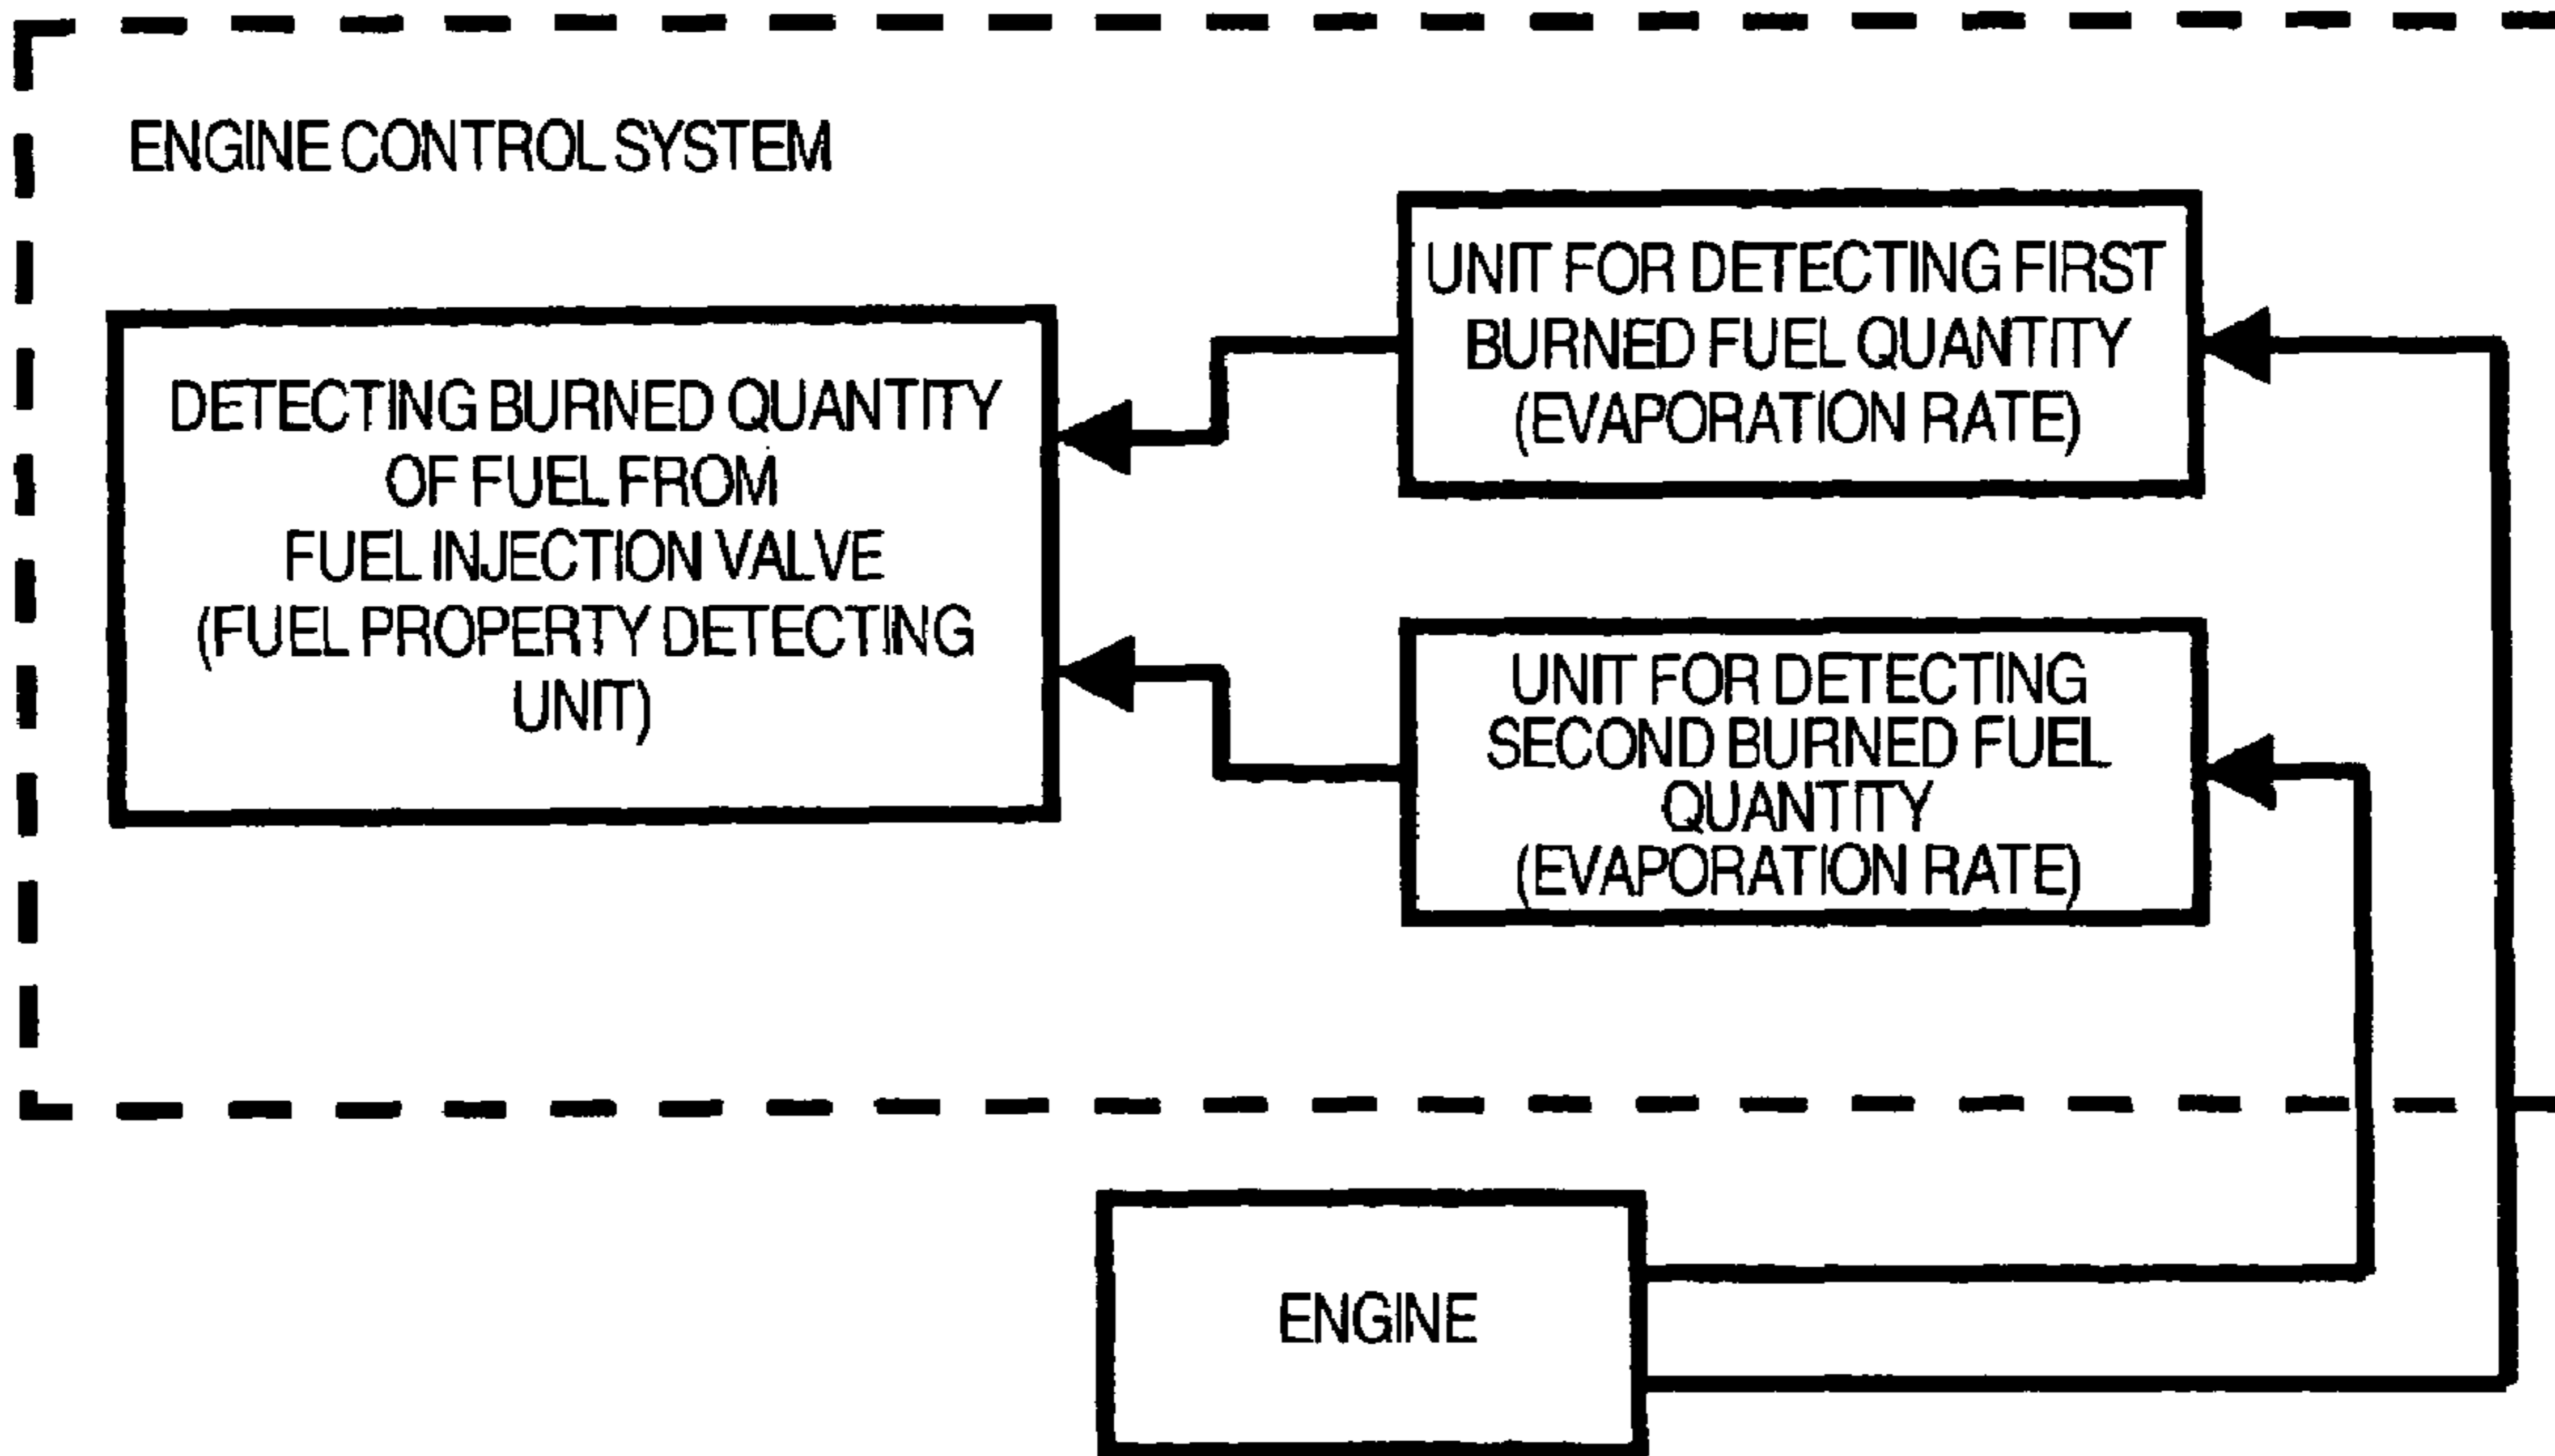 ENGINE CONTROL SYSTEM
UNIT FOR DETECTING FIRST
BURNED FUEL QUANTITY
(EVAPORATION RATE)
DETECTING BURNED QUANTITY
OF FUEL FROM
FUEL INJECTION VALVE
(FUEL PROPERTY DETECTING
UNIT)
UNIT FOR DETECTING
SECOND BURNED FUEL
QUANTITY
(EVAPORATION RATE)
ENGINE